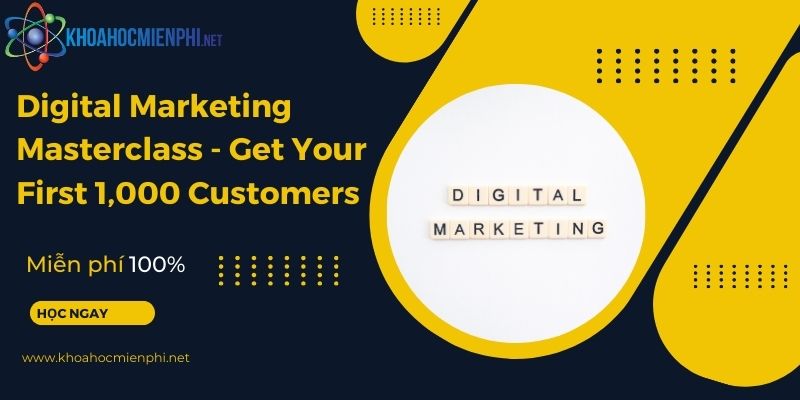 KHOAHOCMIENPHI.NET
Digital Marketing
Masterclass - Get Your
First 1,000 Customers
Miễn phí 100%
HỌC NGAY
www.khoahocmienphi.net
DIGITAL
MARKETING